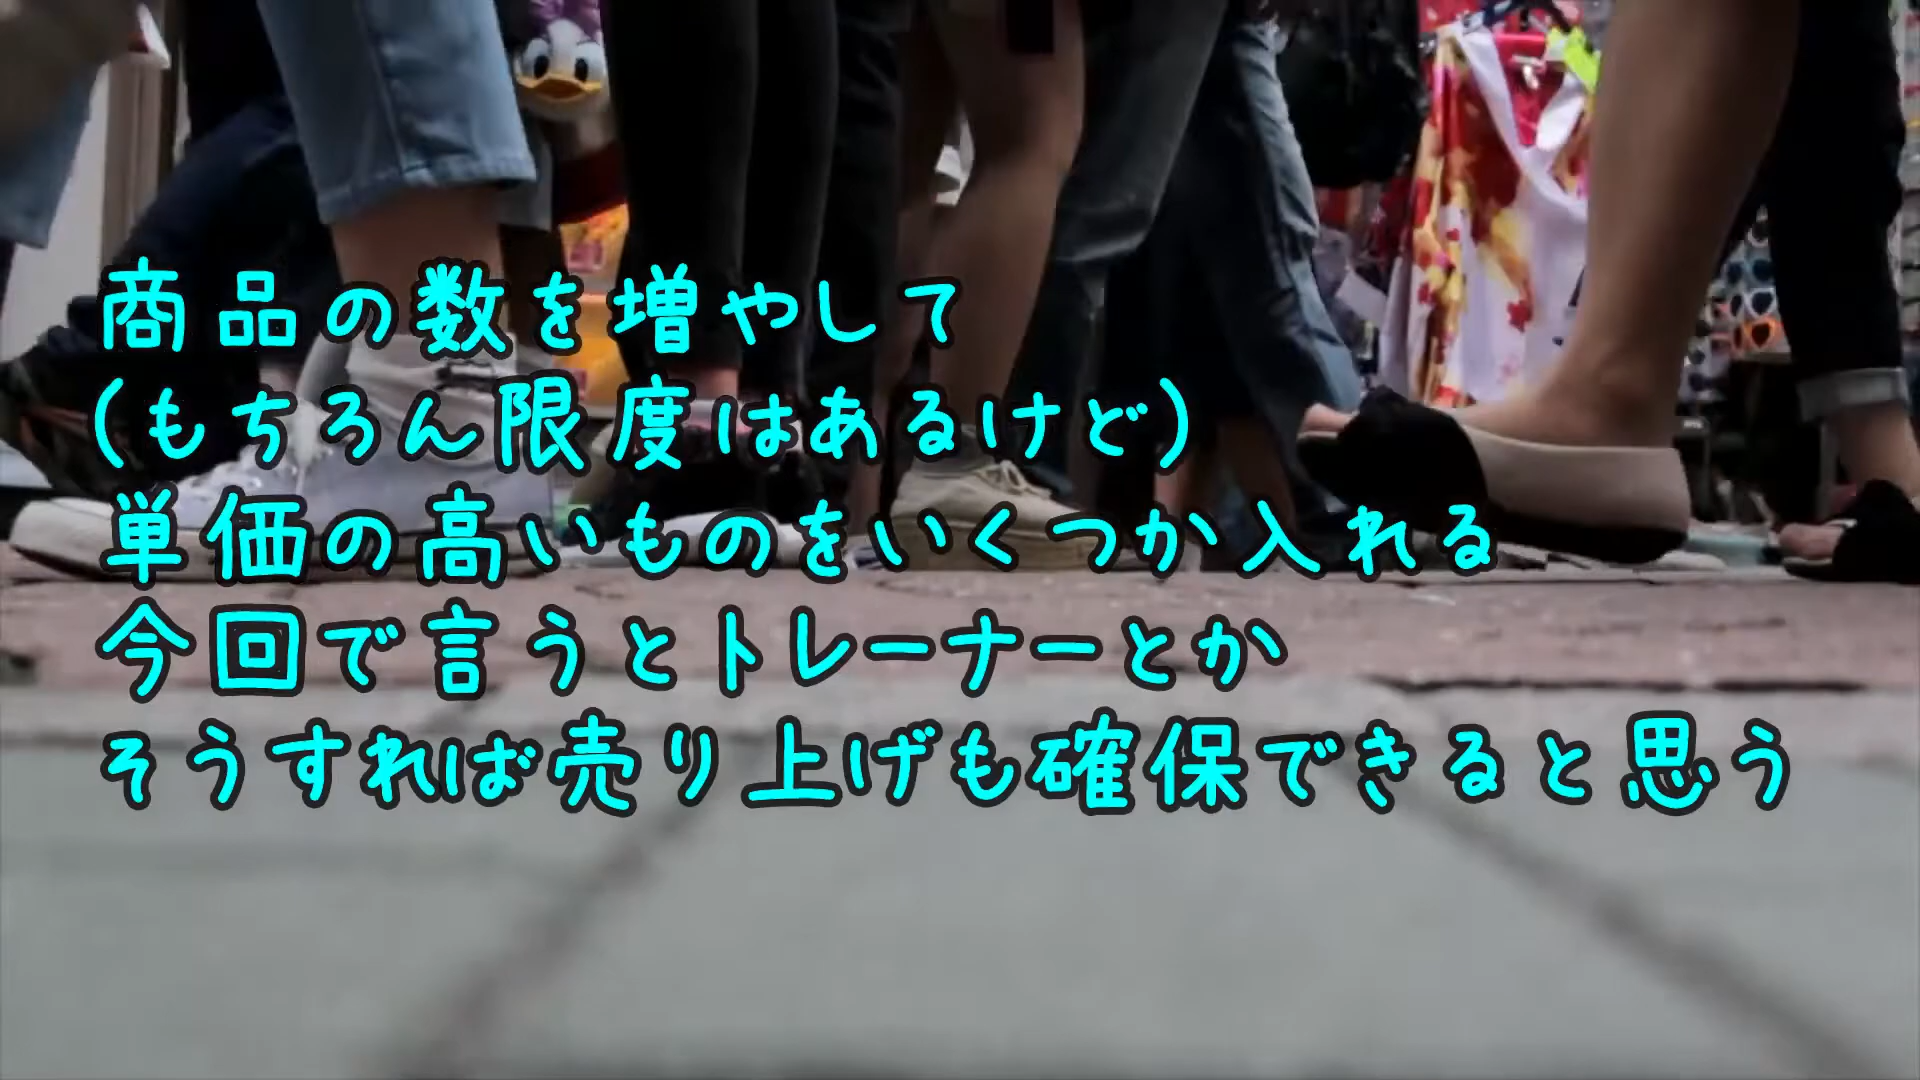 商品の数を増やして
(もちろん限度はあるけど)
単価の高いものをいくつか入れる
今回で言うとトレーナーとか
そうすれば売り上げも確保できると思う